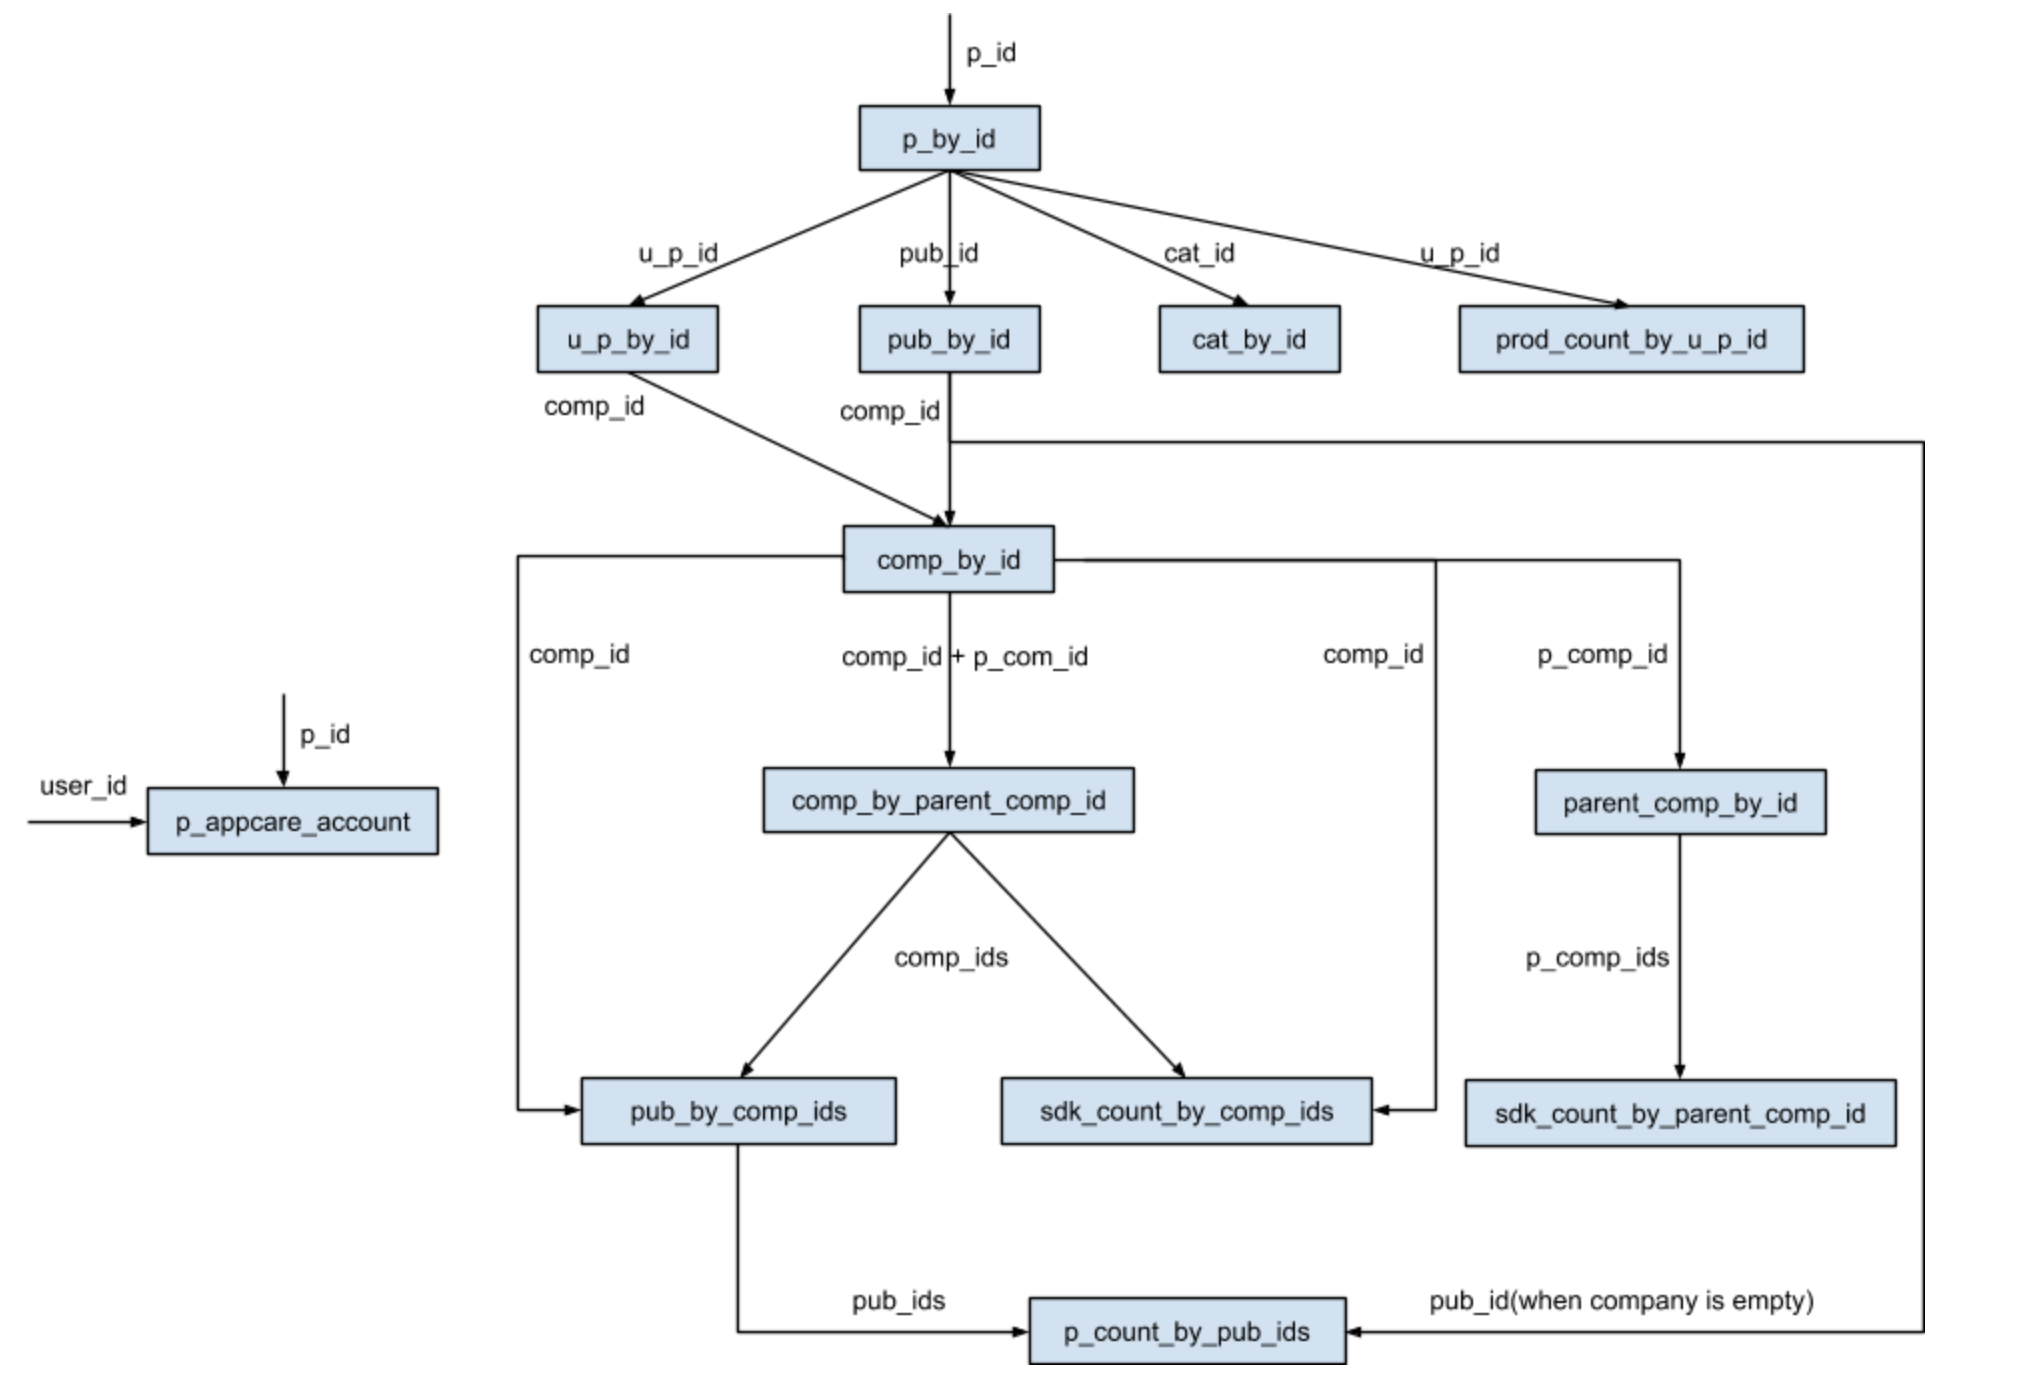 p_id
p_by_id
u_p_id
pub_id
cat_id
u_p_id
u_p_by_id
pub_by_id
cat_by_id
prod_count_by_u_p_id
comp_id
comp_id
comp_by_id
comp_id
comp_id + p_com_id
comp_id
p_comp_id
p_id
user_id
p_appcare_account
comp_by_parent_comp_id
parent_comp_by_id
comp_ids
p_comp_ids
pub_by_comp_ids
sdk_count_by_comp_ids
sdk_count_by_parent_comp_id
pub_ids
pub_id(when company is empty)
p_count_by_pub_ids